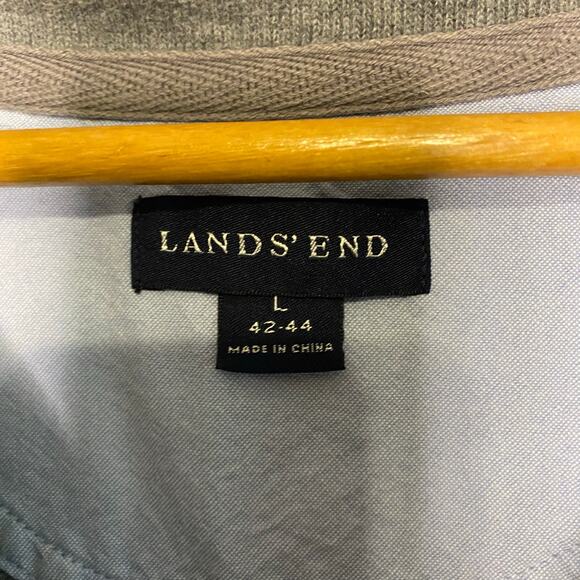 LANDS' END
L
42-44
MADE IN CHINA